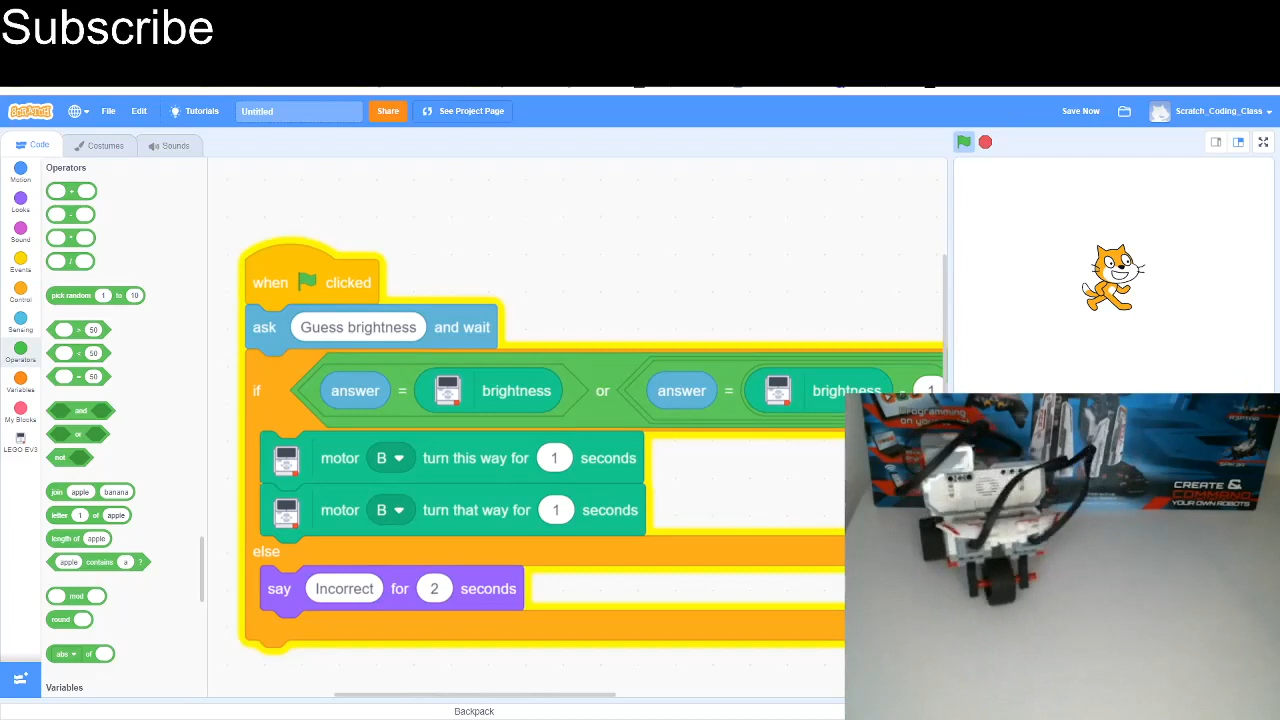 Subscribe
SCRATCH
File
Edit
Tutorials
Untitled
Share
See Project Page
Save Now
Scratch_Coding_Class
Code
Costumes
Sounds
Motion
Looks
Sound
Events
Control
Sensing
Operators
Variables
My Blocks
LEGO EV3
Operators
+
-
*
/
pick random 1 to 10
> 50
< 50
= 50
and
or
not
join apple banana
letter 1 of apple
length of apple
apple contains a ?
mod
round
abs of
Variables
when clicked
ask Guess brightness and wait
if answer = brightness or answer = brightness - 1
motor B turn this way for 1 seconds
motor B turn that way for 1 seconds
else
say Incorrect for 2 seconds
Backpack
Programming
on your
CREATE &
COMMAND
YOUR OWN ROBOTS